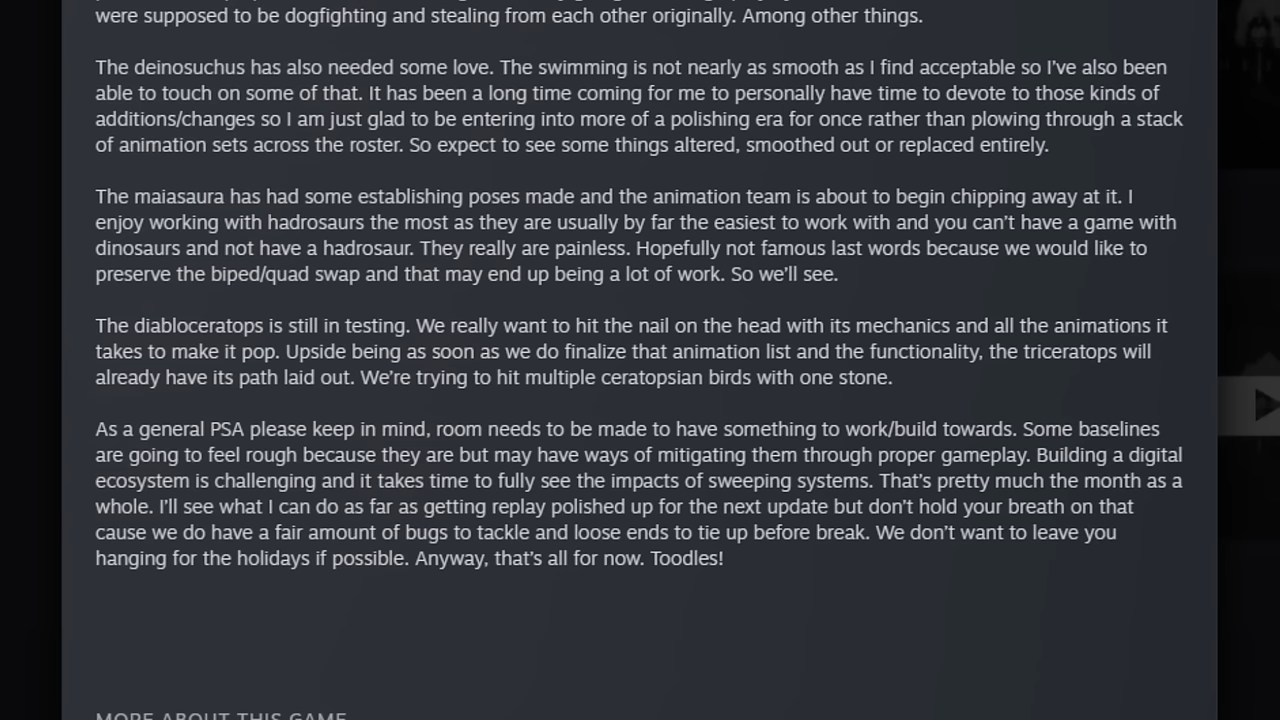 were supposed to be dogfighting and stealing from each other originally. Among other things.
The deinosuchus has also needed some love. The swimming is not nearly as smooth as I find acceptable so I've also been
able to touch on some of that. It has been a long time coming for me to personally have time to devote to those kinds of
additions/changes so I am just glad to be entering into more of a polishing era for once rather than plowing through a stack
of animation sets across the roster. So expect to see some things altered, smoothed out or replaced entirely.
The maiasaura has had some establishing poses made and the animation team is about to begin chipping away at it. I
enjoy working with hadrosaurs the most as they are usually by far the easiest to work with and you can't have a game with
dinosaurs and not have a hadrosaur. They really are painless. Hopefully not famous last words because we would like to
preserve the biped/quad swap and that may end up being a lot of work. So we'll see.
The diabloceratops is still in testing. We really want to hit the nail on the head with its mechanics and all the animations it
takes to make it pop. Upside being as soon as we do finalize that animation list and the functionality, the triceratops will
already have its path laid out. We're trying to hit multiple ceratopsian birds with one stone.
As a general PSA please keep in mind, room needs to be made to have something to work/build towards. Some baselines
are going to feel rough because they are but may have ways of mitigating them through proper gameplay. Building a digital
ecosystem is challenging and it takes time to fully see the impacts of sweeping systems. That's pretty much the month as a
whole. I'll see what I can do as far as getting replay polished up for the next update but don't hold your breath on that
cause we do have a fair amount of bugs to tackle and loose ends to tie up before break. We don't want to leave you
hanging for the holidays if possible. Anyway, that's all for now. Toodles!
MORE ABOUT THIS GAME